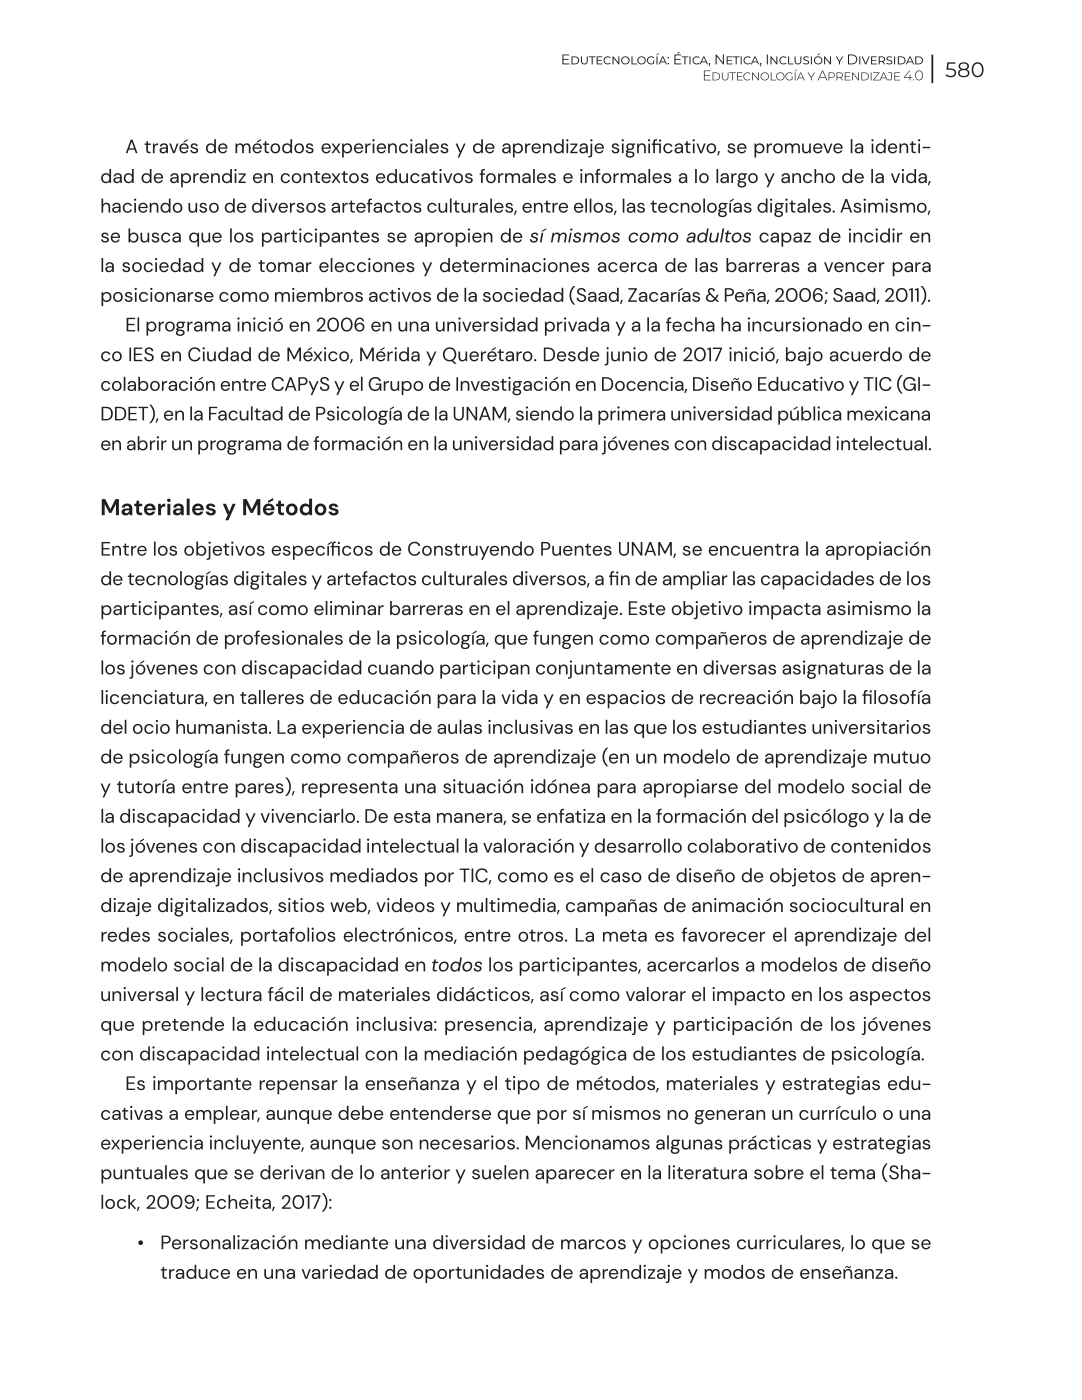 Edutecnología: Ética, Netica, Inclusión y Diversidad
Edutecnología y Aprendizaje 4.0
580
A través de métodos experienciales y de aprendizaje significativo, se promueve la identi-
dad de aprendiz en contextos educativos formales e informales a lo largo y ancho de la vida,
haciendo uso de diversos artefactos culturales, entre ellos, las tecnologías digitales. Asimismo,
se busca que los participantes se apropien de sí mismos como adultos capaz de incidir en
la sociedad y de tomar elecciones y determinaciones acerca de las barreras a vencer para
posicionarse como miembros activos de la sociedad (Saad, Zacarías & Peña, 2006; Saad, 2011).
El programa inició en 2006 en una universidad privada y a la fecha ha incursionado en cin-
co IES en Ciudad de México, Mérida y Querétaro. Desde junio de 2017 inició, bajo acuerdo de
colaboración entre CAPyS y el Grupo de Investigación en Docencia, Diseño Educativo y TIC (GI-
DDET), en la Facultad de Psicología de la UNAM, siendo la primera universidad pública mexicana
en abrir un programa de formación en la universidad para jóvenes con discapacidad intelectual.
Materiales y Métodos
Entre los objetivos específicos de Construyendo Puentes UNAM, se encuentra la apropiación
de tecnologías digitales y artefactos culturales diversos, a fin de ampliar las capacidades de los
participantes, así como eliminar barreras en el aprendizaje. Este objetivo impacta asimismo la
formación de profesionales de la psicología, que fungen como compañeros de aprendizaje de
los jóvenes con discapacidad cuando participan conjuntamente en diversas asignaturas de la
licenciatura, en talleres de educación para la vida y en espacios de recreación bajo la filosofía
del ocio humanista. La experiencia de aulas inclusivas en las que los estudiantes universitarios
de psicología fungen como compañeros de aprendizaje (en un modelo de aprendizaje mutuo
y tutoría entre pares), representa una situación idónea para apropiarse del modelo social de
la discapacidad y vivenciarlo. De esta manera, se enfatiza en la formación del psicólogo y la de
los jóvenes con discapacidad intelectual la valoración y desarrollo colaborativo de contenidos
de aprendizaje inclusivos mediados por TIC, como es el caso de diseño de objetos de apren-
dizaje digitalizados, sitios web, videos y multimedia, campañas de animación sociocultural en
redes sociales, portafolios electrónicos, entre otros. La meta es favorecer el aprendizaje del
modelo social de la discapacidad en todos los participantes, acercarlos a modelos de diseño
universal y lectura fácil de materiales didácticos, así como valorar el impacto en los aspectos
que pretende la educación inclusiva: presencia, aprendizaje y participación de los jóvenes
con discapacidad intelectual con la mediación pedagógica de los estudiantes de psicología.
Es importante repensar la enseñanza y el tipo de métodos, materiales y estrategias edu-
cativas a emplear, aunque debe entenderse que por sí mismos no generan un currículo o una
experiencia incluyente, aunque son necesarios. Mencionamos algunas prácticas y estrategias
puntuales que se derivan de lo anterior y suelen aparecer en la literatura sobre el tema (Sha-
lock, 2009; Echeita, 2017):
• Personalización mediante una diversidad de marcos y opciones curriculares, lo que se
traduce en una variedad de oportunidades de aprendizaje y modos de enseñanza.